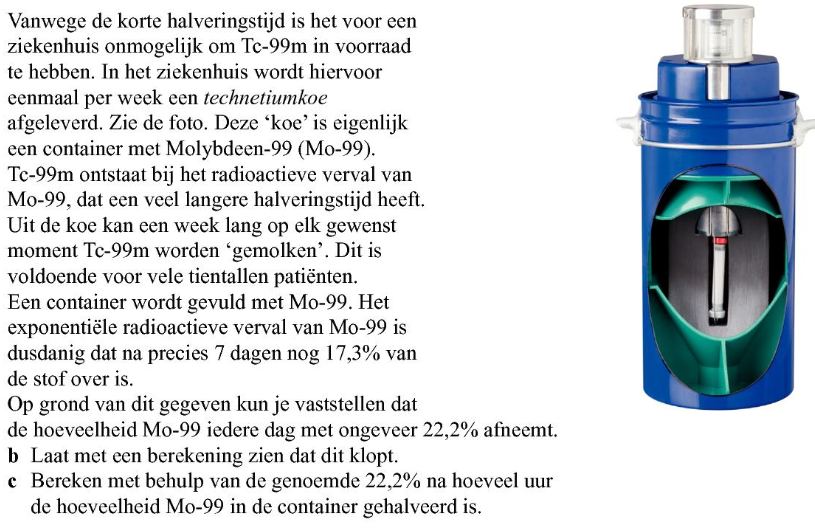 Vanwege de korte halveringstijd is het voor een
ziekenhuis onmogelijk om Tc-99m in voorraad
te hebben. In het ziekenhuis wordt hiervoor
eenmaal per week een technetiumkoe
afgeleverd. Zie de foto. Deze ‘koe’ is eigenlijk
een container met Molybdeen-99 (Mo-99).
Tc-99m ontstaat bij het radioactieve verval van
Mo-99, dat een veel langere halveringstijd heeft.
Uit de koe kan een week lang op elk gewenst
moment Tc-99m worden ‘gemolken’. Dit is
voldoende voor vele tientallen patiënten.
Een container wordt gevuld met Mo-99. Het
exponentiële radioactieve verval van Mo-99 is
dusdanig dat na precies 7 dagen nog 17,3% van
de stof over is.
Op grond van dit gegeven kun je vaststellen dat
de hoeveelheid Mo-99 iedere dag met ongeveer 22,2% afneemt.
b Laat met een berekening zien dat dit klopt.
c Bereken met behulp van de genoemde 22,2% na hoeveel uur
de hoeveelheid Mo-99 in de container gehalveerd is.